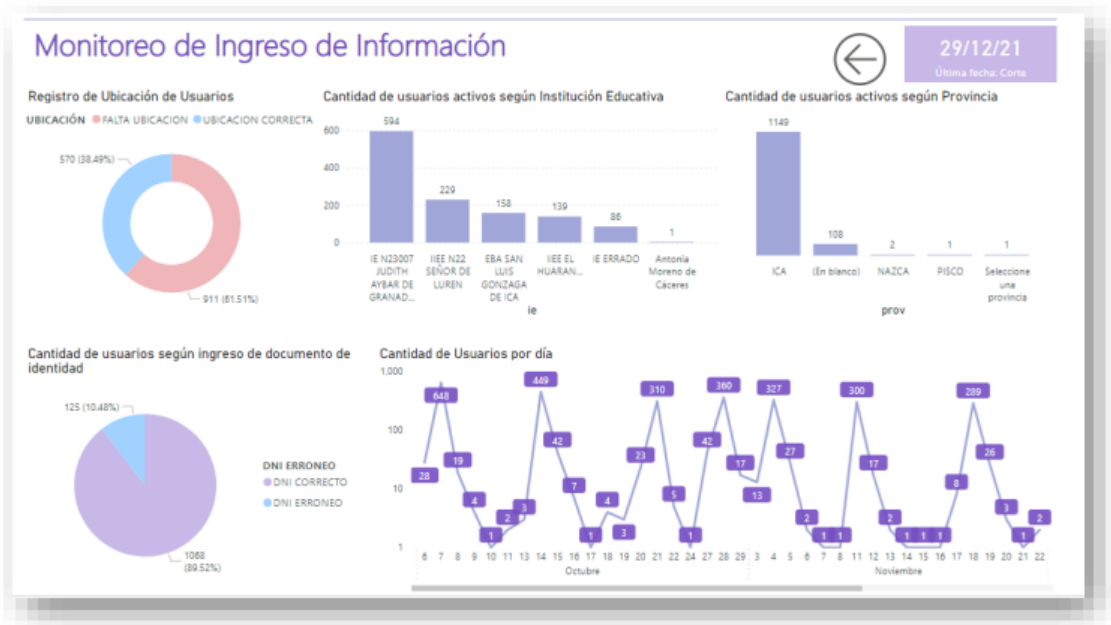 Monitoreo de Ingreso de Información
29/12/21
Última fecha: Corte
Registro de Ubicación de Usuarios
UBICACIÓN FALTA UBICACION UBICACION CORRECTA
570 (38.49%)
911 (61.51%)
Cantidad de usuarios activos según Institución Educativa
600
400
200
0
594
229
158
139
86
1
IE N23007
JUDITH
AYBAR DE
GRANAD...
IIEE N22
SEÑOR DE
LUREN
EBA SAN
LUIS
GONZAGA
DE ICA
IIEE EL
HUARAN...
IE ERRADO
Antonia
Moreno de
Cáceres
ie
Cantidad de usuarios activos según Provincia
1149
108
2
1
1
ICA
(En blanco)
NAZCA
PISCO
Seleccione
una
provincia
prov
Cantidad de usuarios según ingreso de documento de
identidad
125 (10.48%)
1068
(89.52%)
DNI ERRONEO
DNI CORRECTO
DNI ERRONEO
Cantidad de Usuarios por día
1,000
100
10
1
28 648 19 4 1 2 3 449 42 7 1 4 3 23 310 5 1 42 360 17 13 327 27 2 1 1 300 17 2 1 1 1 8 289 26 3 1 2
6 7 8 9 10 11 13 14 15 16 17 18 19 20 21 22 24 27 28 29 3 4 5 6 7 8 11 12 13 14 15 16 17 18 19 20 21 22
Octubre Noviembre